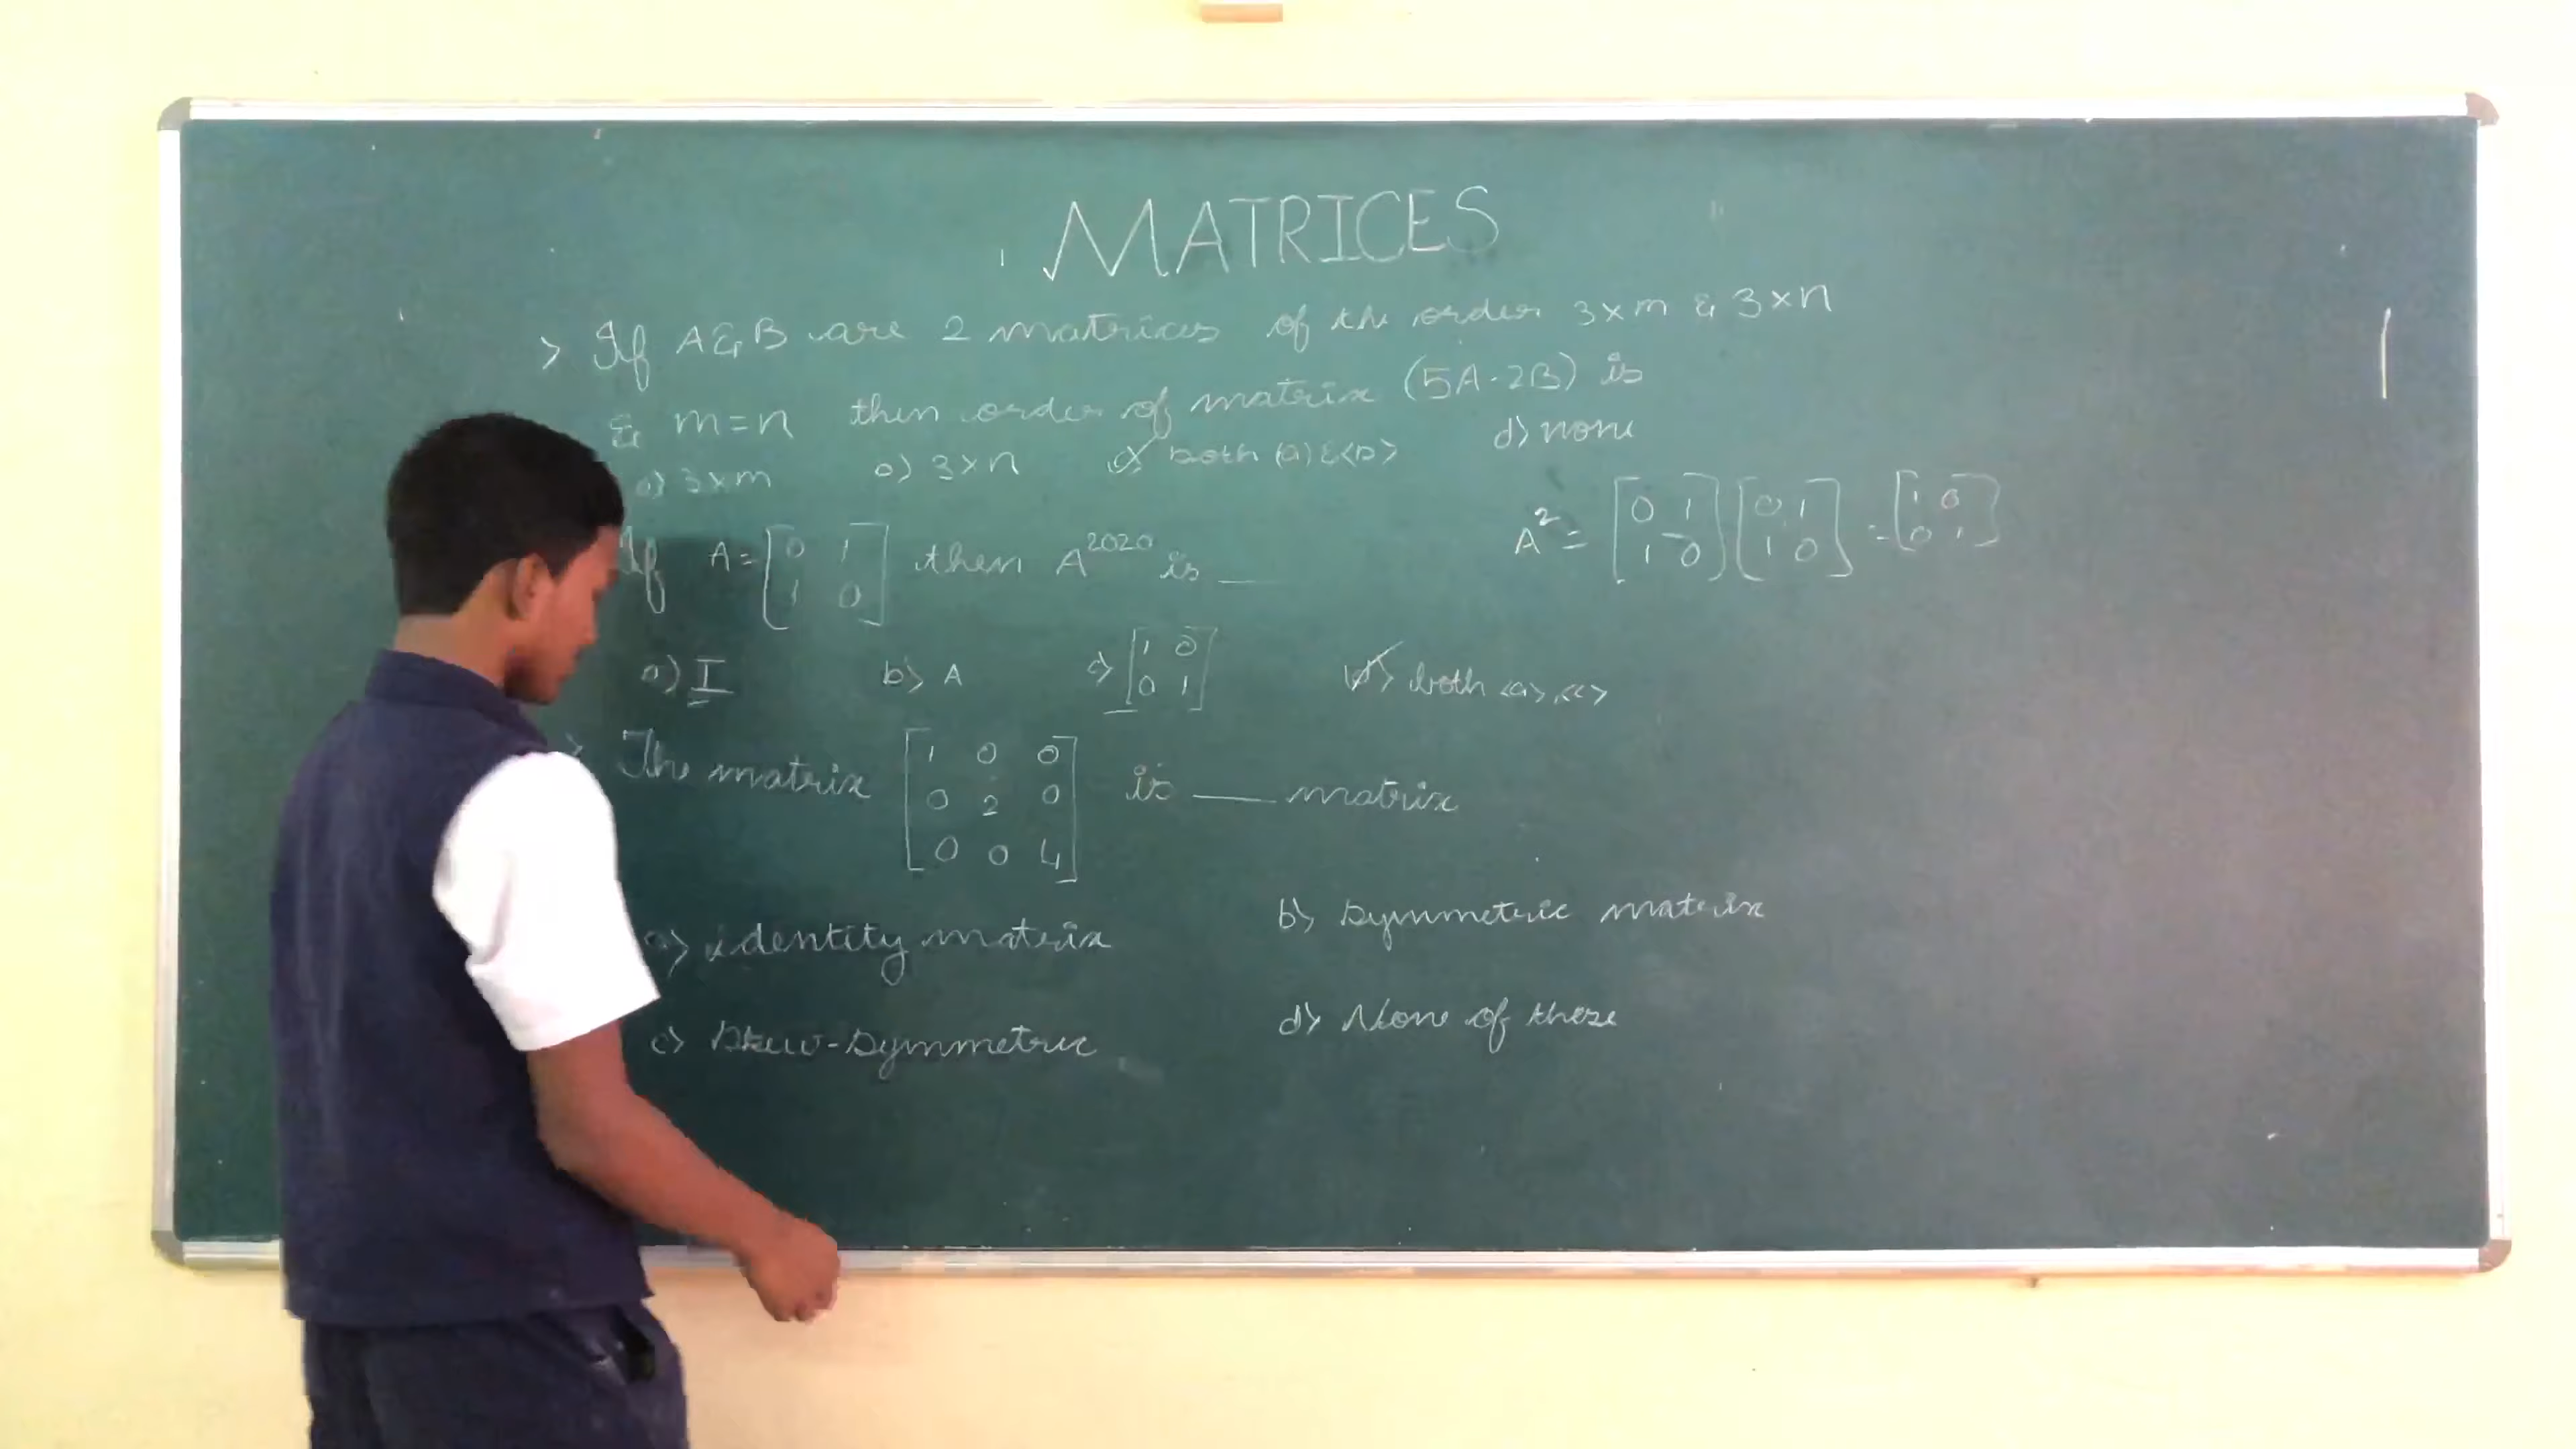 MATRICES
> If A & B are 2 matrices of the order 3×m & 3×n
& m=n then order of matrix (5A-2B) is
a) 3×m b) 3×n c) both (a) & <b> d) none
If A = [0 1 1 0] then A^2020 is ___
A^2 = [0 1 1 0] [0 1 1 0] = [1 0 0 1]
a) I b) A c) [1 0 0 1] d) both <a>,<c>
> The matrix [1 0 0 0 2 0 0 0 4] is ___ matrix
a) identity matrix b) Symmetric matrix
c) Skew-Symmetric d) None of these